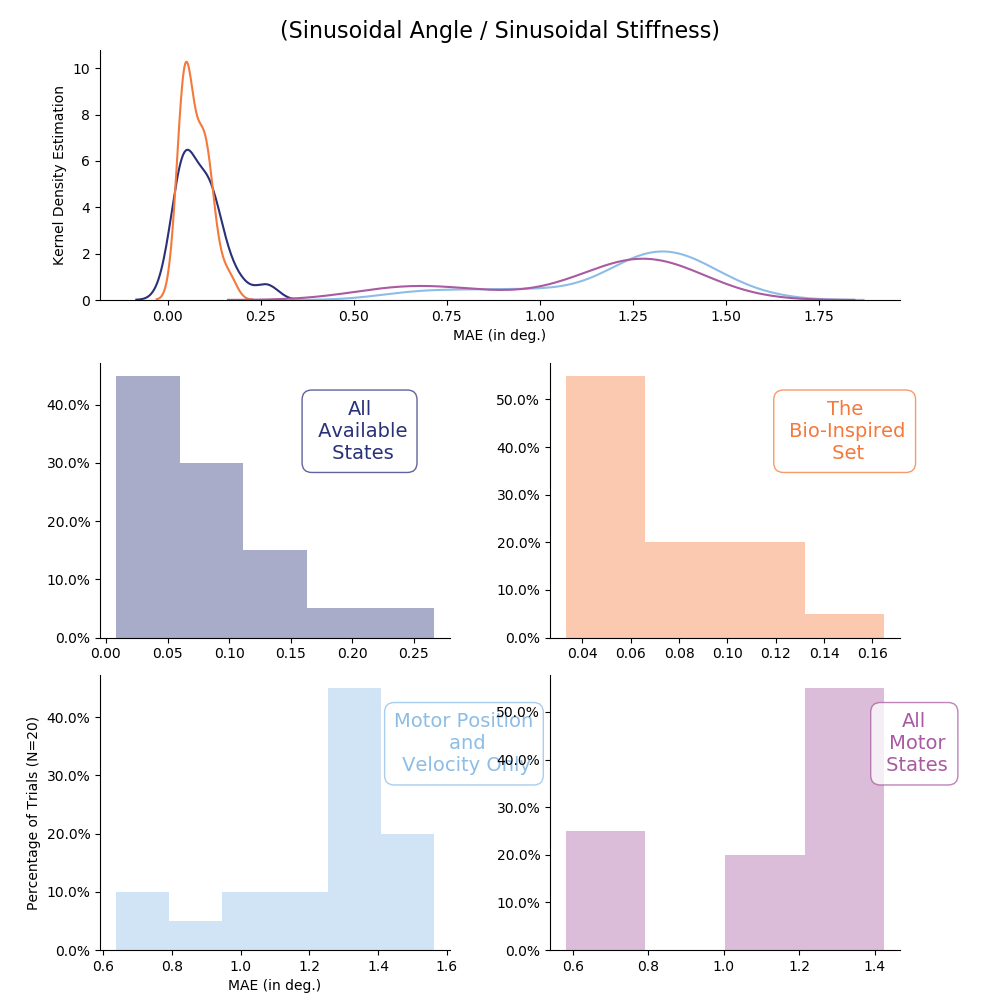 (Sinusoidal Angle / Sinusoidal Stiffness)
Kernel Density Estimation
10
8
6
4
2
0
0.00 0.25 0.50 0.75 1.00 1.25 1.50 1.75
MAE (in deg.)
All
Available
States
40.0%
30.0%
20.0%
10.0%
0.0%
0.00 0.05 0.10 0.15 0.20 0.25
The
Bio-Inspired
Set
50.0%
40.0%
30.0%
20.0%
10.0%
0.0%
0.04 0.06 0.08 0.10 0.12 0.14 0.16
Percentage of Trials (N=20)
Motor Position
and
Velocity Only
40.0%
30.0%
20.0%
10.0%
0.0%
0.6 0.8 1.0 1.2 1.4 1.6
MAE (in deg.)
All
Motor
States
50.0%
40.0%
30.0%
20.0%
10.0%
0.0%
0.6 0.8 1.0 1.2 1.4